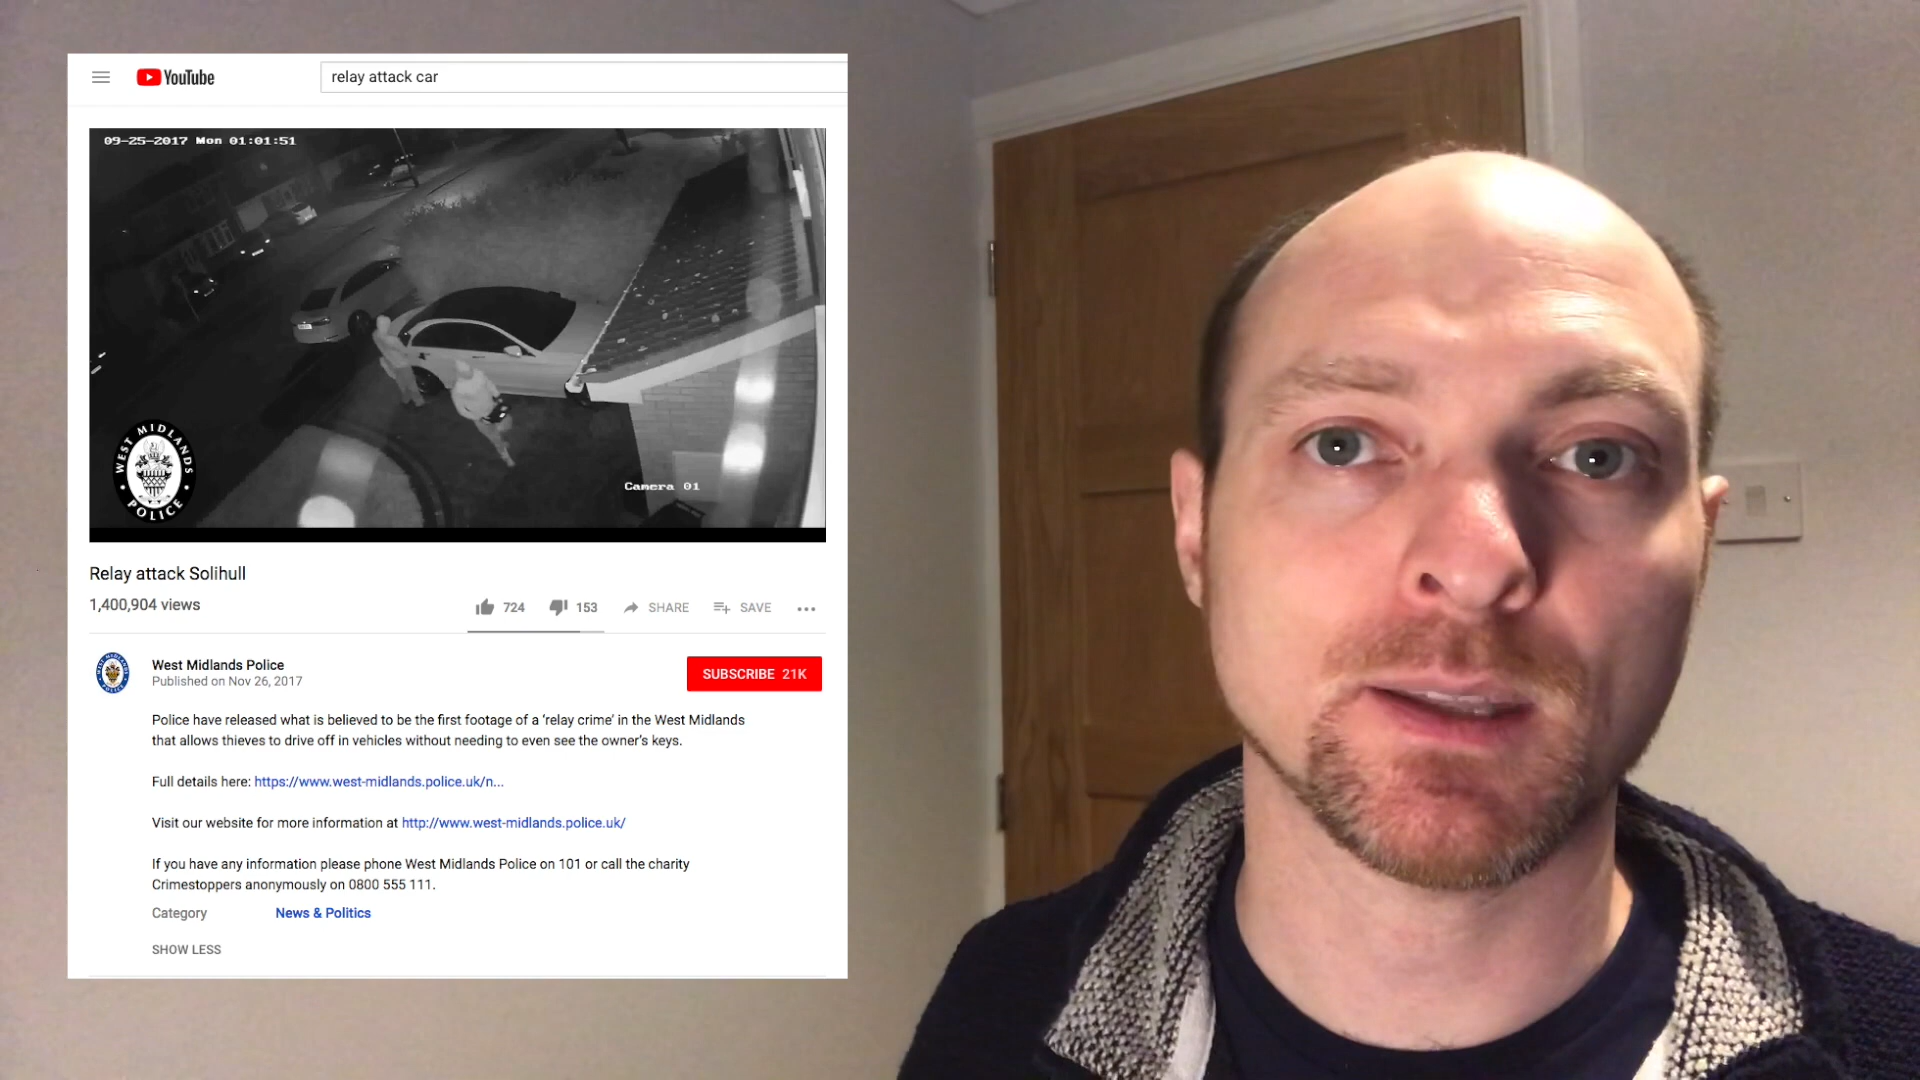 YouTube
relay attack car
09-25-2017 Mon 01:01:51
WEST MIDLANDS
POLICE
Camera 01
Relay attack Solihull
1,400,904 views
724
153
SHARE
SAVE
West Midlands Police
Published on Nov 26, 2017
SUBSCRIBE 21K
Police have released what is believed to be the first footage of a ‘relay crime’ in the West Midlands
that allows thieves to drive off in vehicles without needing to even see the owner's keys.
Full details here: https://www.west-midlands.police.uk/n...
Visit our website for more information at http://www.west-midlands.police.uk/
If you have any information please phone West Midlands Police on 101 or call the charity
Crimestoppers anonymously on 0800 555 111.
Category News & Politics
SHOW LESS